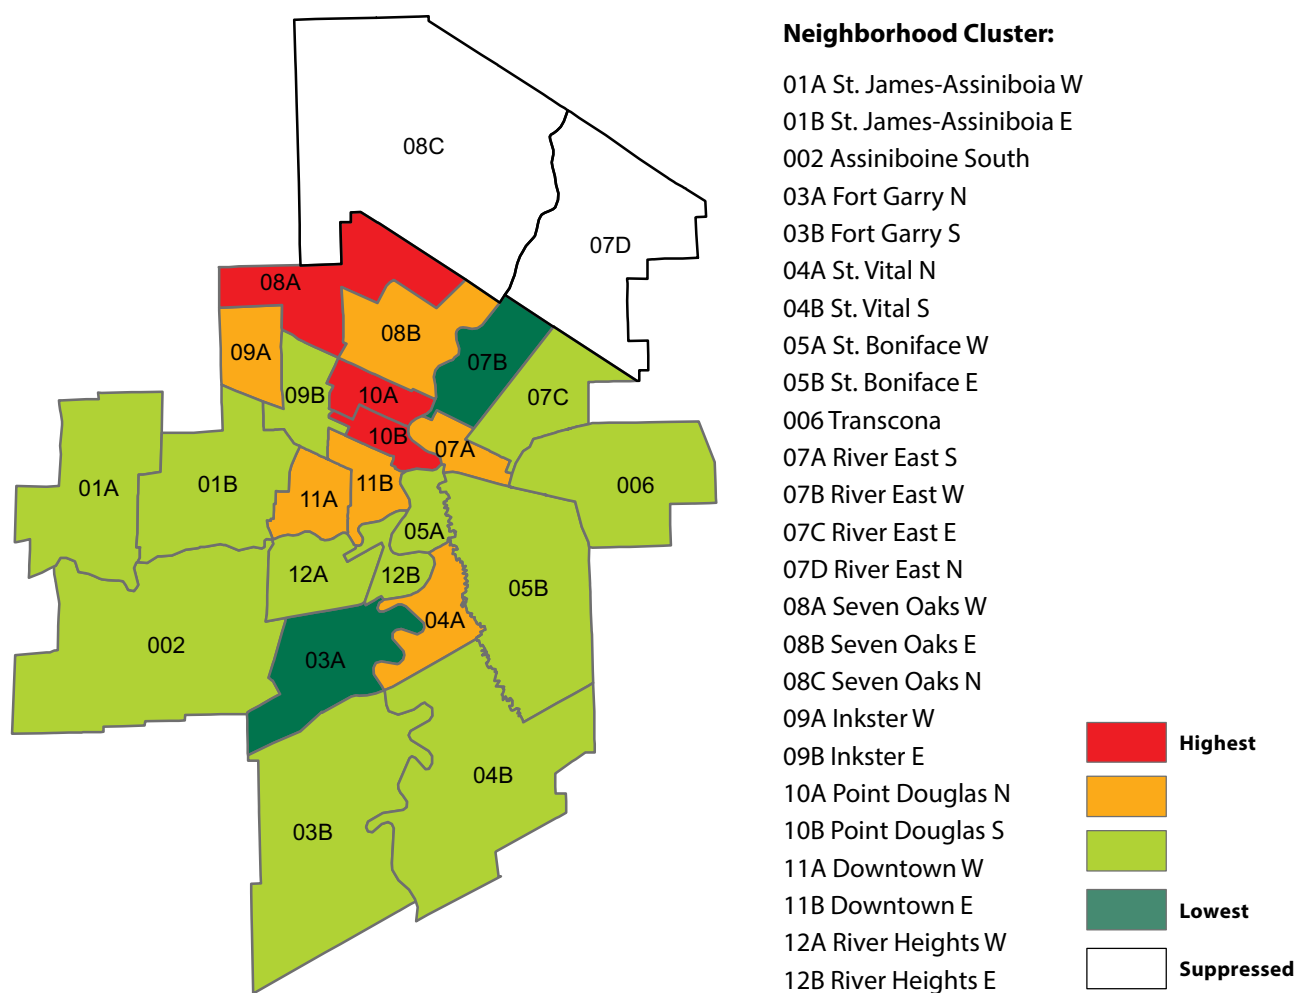 08C
07D
08A
08B
09A
07B
09B
10A
07C
10B
07A
01A
01B
11A
11B
006
05A
12A
12B
05B
04A
002
03A
04B
03B
Neighborhood Cluster:
01A St. James-Assiniboia W
01B St. James-Assiniboia E
002 Assiniboine South
03A Fort Garry N
03B Fort Garry S
04A St. Vital N
04B St. Vital S
05A St. Boniface W
05B St. Boniface E
006 Transcona
07A River East S
07B River East W
07C River East E
07D River East N
08A Seven Oaks W
08B Seven Oaks E
08C Seven Oaks N
09A Inkster W
09B Inkster E
10A Point Douglas N
10B Point Douglas S
11A Downtown W
11B Downtown E
12A River Heights W
12B River Heights E
Highest
Lowest
Suppressed